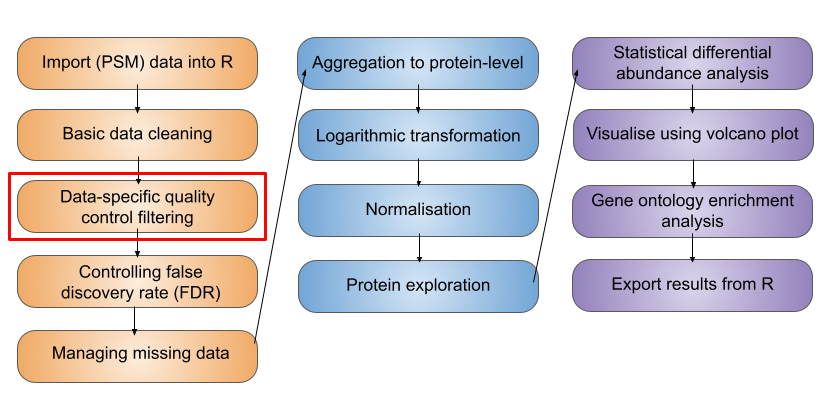 Import (PSM) data into R
Basic data cleaning
Data-specific quality
control filtering
Controlling false
discovery rate (FDR)
Managing missing data
Aggregation to protein-level
Logarithmic transformation
Normalisation
Protein exploration
Statistical differential
abundance analysis
Visualise using volcano plot
Gene ontology enrichment
analysis
Export results from R